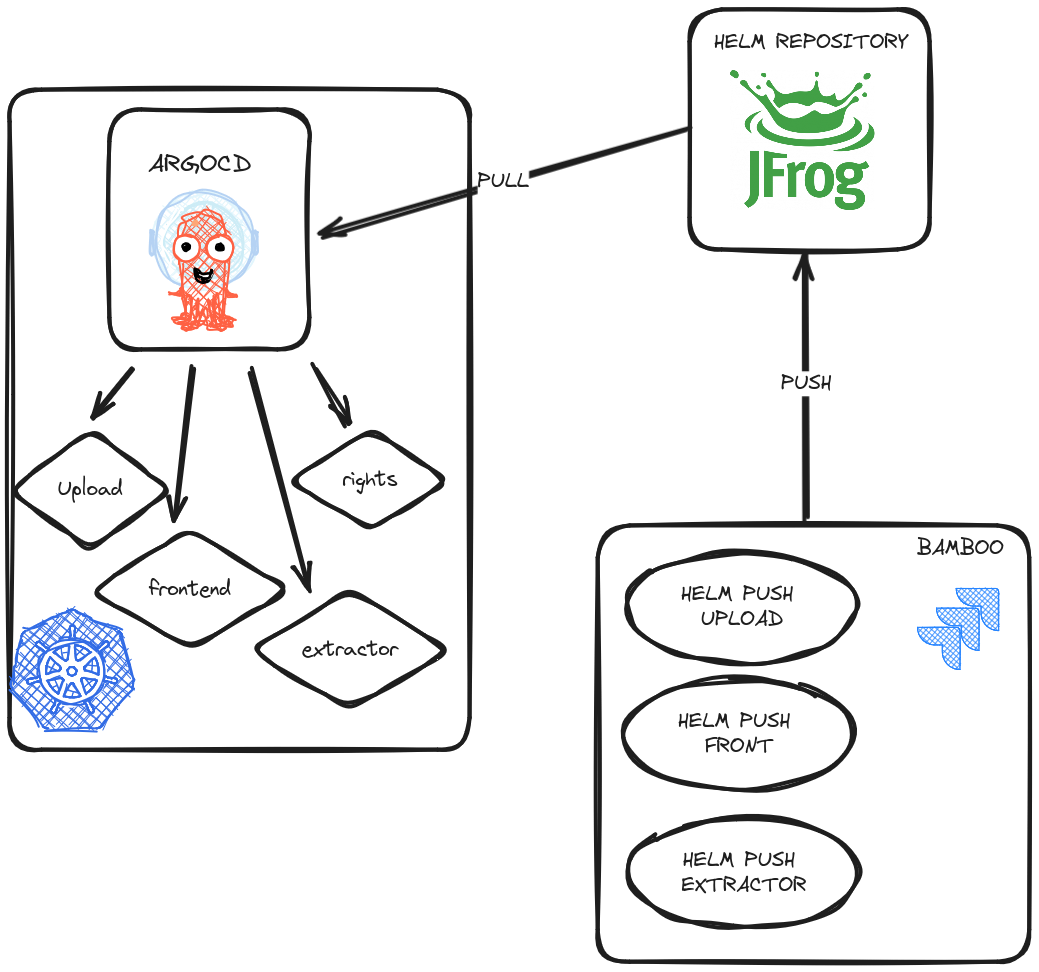 HELM REPOSITORY
JFrog
ARGOCD
PULL
PUSH
Upload
rights
frontend
extractor
BAMBOO
HELM PUSH
UPLOAD
HELM PUSH
FRONT
HELM PUSH
EXTRACTOR